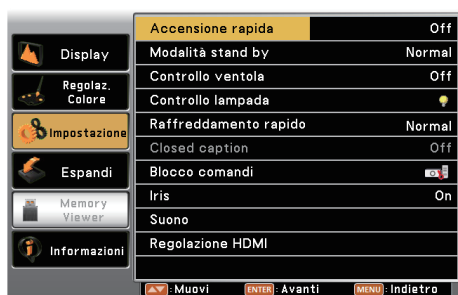 Display
Regolaz.
Colore
Impostazione
Espandi
Memory
Viewer
Informazioni
Accensione rapida Off
Modalità stand by Normal
Controllo ventola Off
Controllo lampada
Raffreddamento rapido Normal
Closed caption Off
Blocco comandi
Iris On
Suono
Regolazione HDMI
:Muovi ENTER:Avanti MENU:Indietro